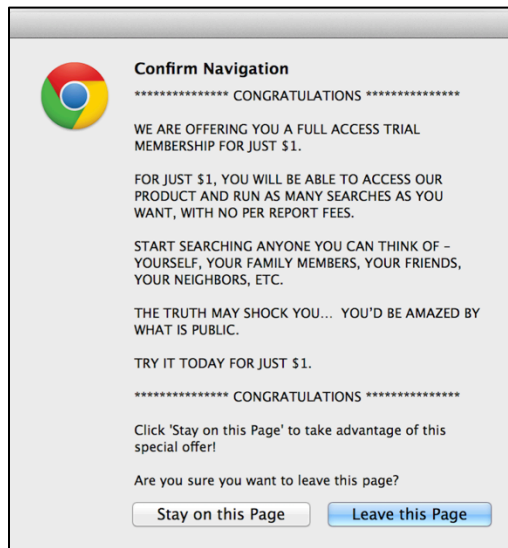 Confirm Navigation
*************** CONGRATULATIONS ***************
WE ARE OFFERING YOU A FULL ACCESS TRIAL
MEMBERSHIP FOR JUST $1.
FOR JUST $1, YOU WILL BE ABLE TO ACCESS OUR
PRODUCT AND RUN AS MANY SEARCHES AS YOU
WANT, WITH NO PER REPORT FEES.
START SEARCHING ANYONE YOU CAN THINK OF –
YOURSELF, YOUR FAMILY MEMBERS, YOUR FRIENDS,
YOUR NEIGHBORS, ETC.
THE TRUTH MAY SHOCK YOU... YOU'D BE AMAZED BY
WHAT IS PUBLIC.
TRY IT TODAY FOR JUST $1.
*************** CONGRATULATIONS ***************
Click 'Stay on this Page' to take advantage of this
special offer!
Are you sure you want to leave this page?
Stay on this Page Leave this Page